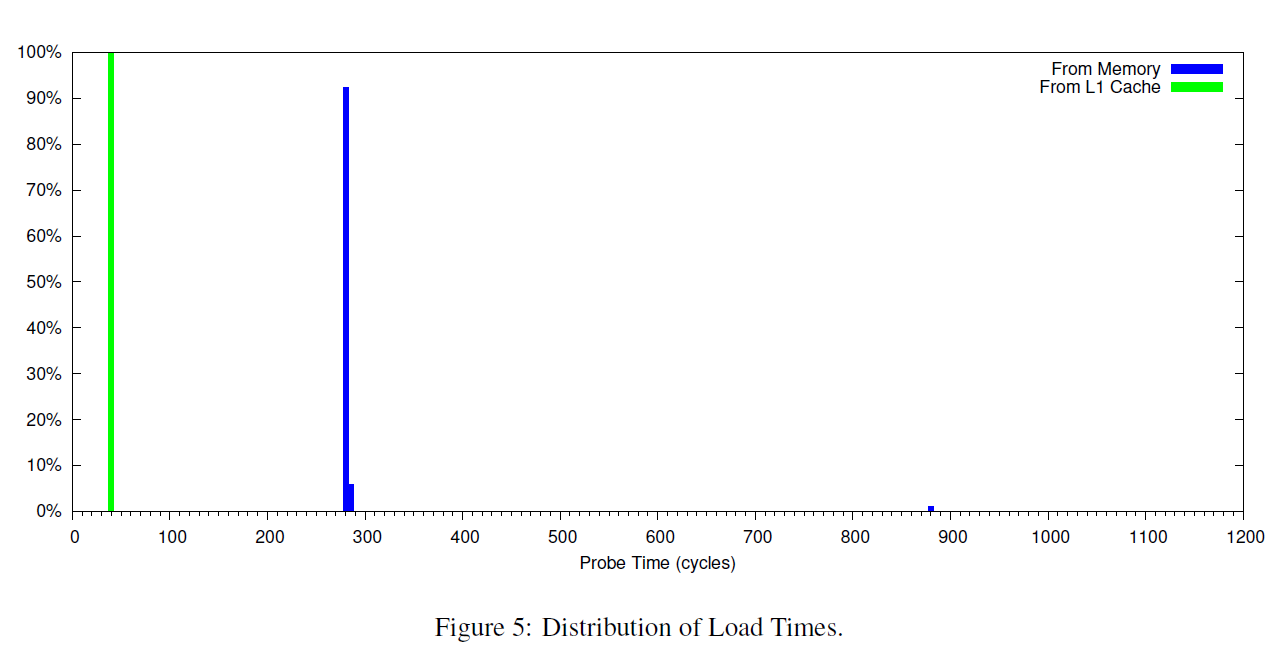 100%
90%
80%
70%
60%
50%
40%
30%
20%
10%
0%
From Memory
From L1 Cache
0 100 200 300 400 500 600 700 800 900 1000 1100 1200
Probe Time (cycles)
Figure 5: Distribution of Load Times.